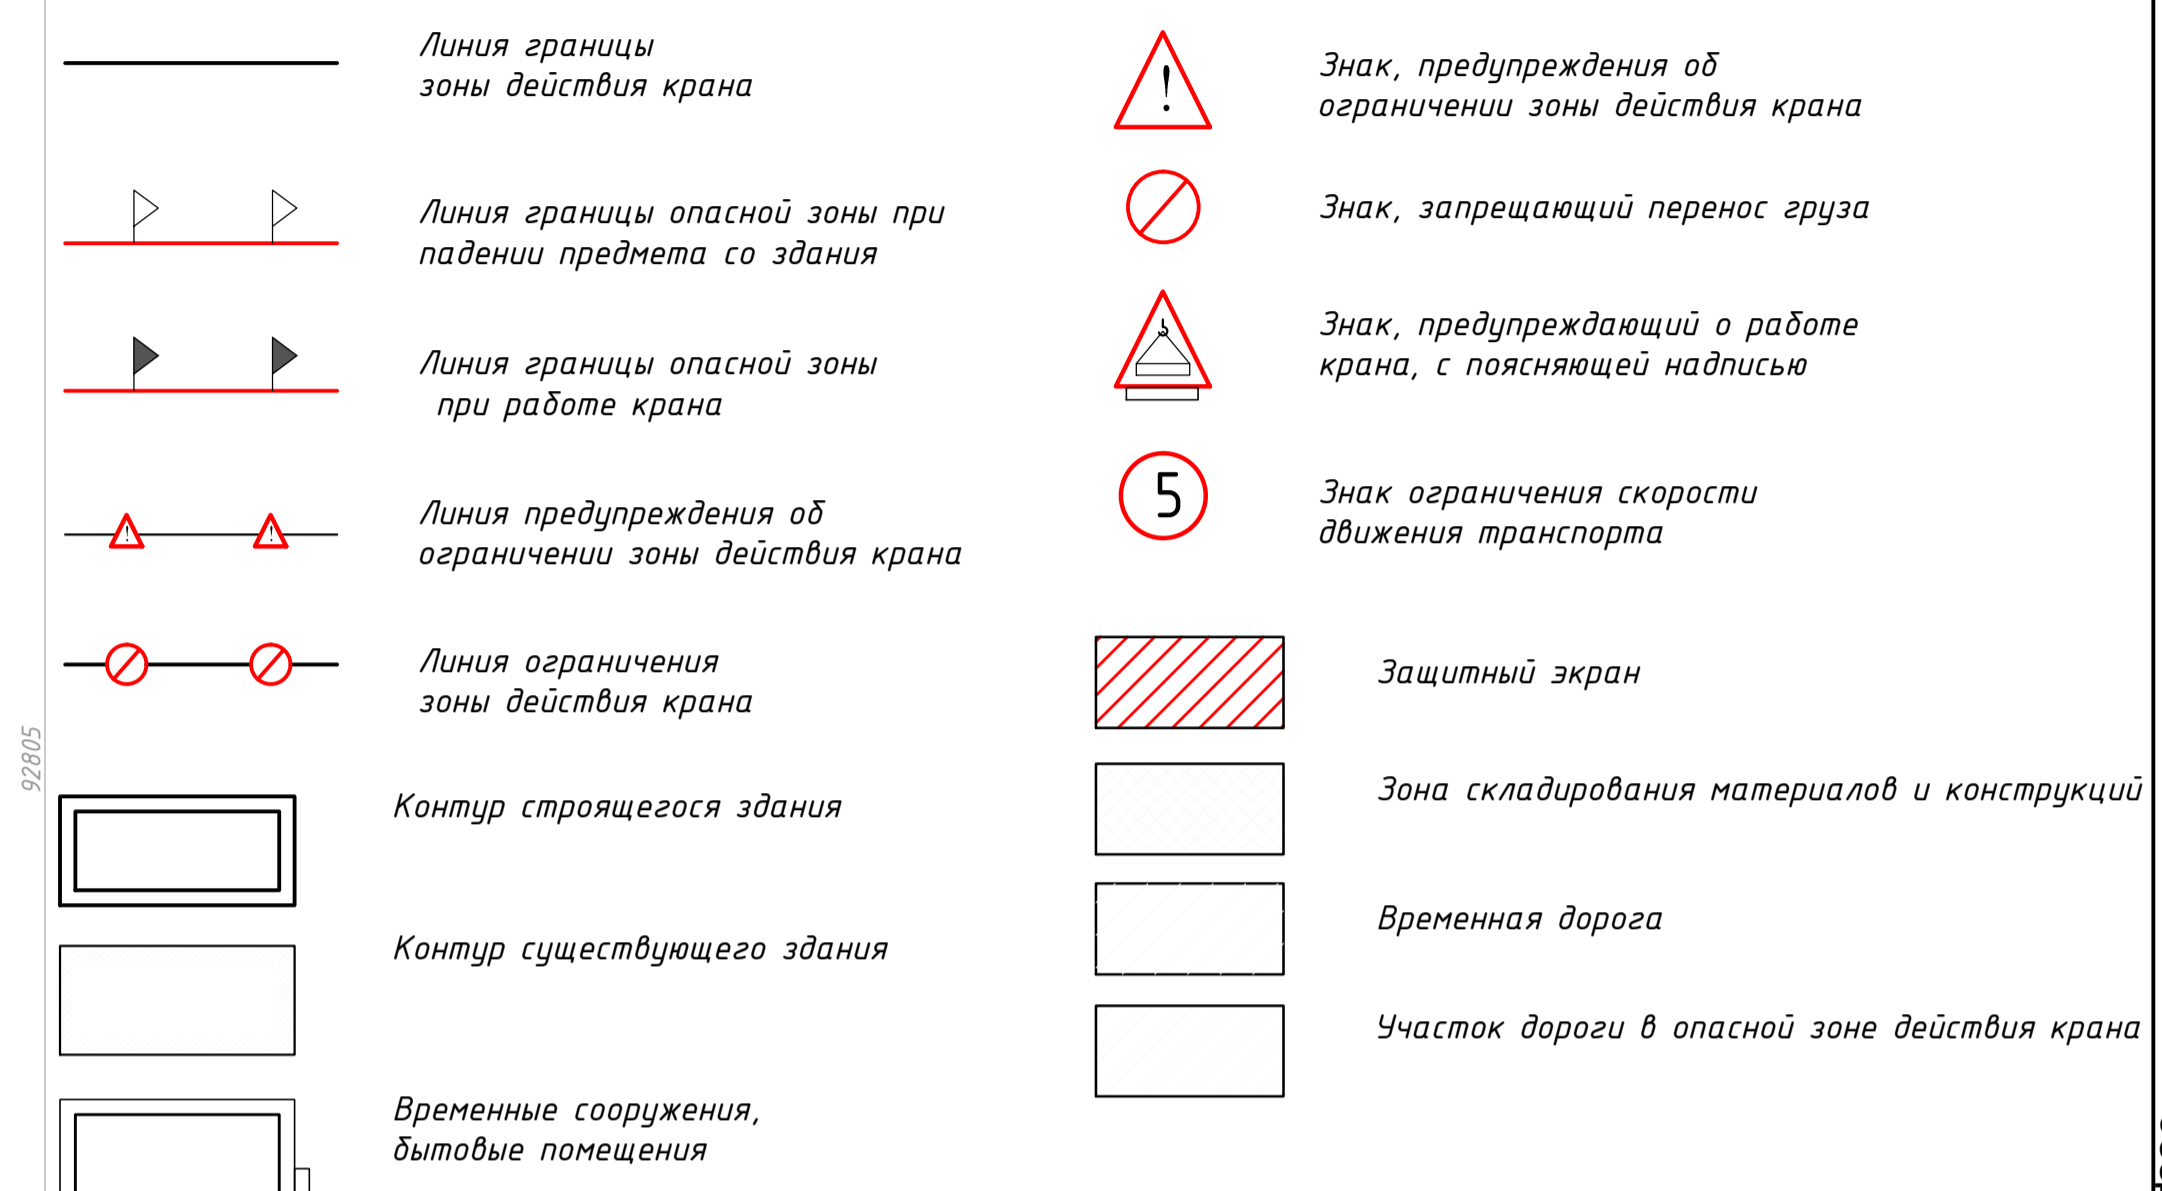 Линия границы
зоны действия крана
Линия границы опасной зоны при
падении предмета со здания
Линия границы опасной зоны
при работе крана
!
!
Линия предупреждения об
ограничении зоны действия крана
Линия ограничения
зоны действия крана
Контур строящегося здания
Контур существующего здания
Временные сооружения,
бытовые помещения
92805
!
Знак, предупреждения об
ограничении зоны действия крана
Знак, запрещающий перенос груза
Знак, предупреждающий о работе
крана, с поясняющей надписью
5
Знак ограничения скорости
движения транспорта
Защитный экран
Зона складирования материалов и конструкций
Временная дорога
Участок дороги в опасной зоне действия крана